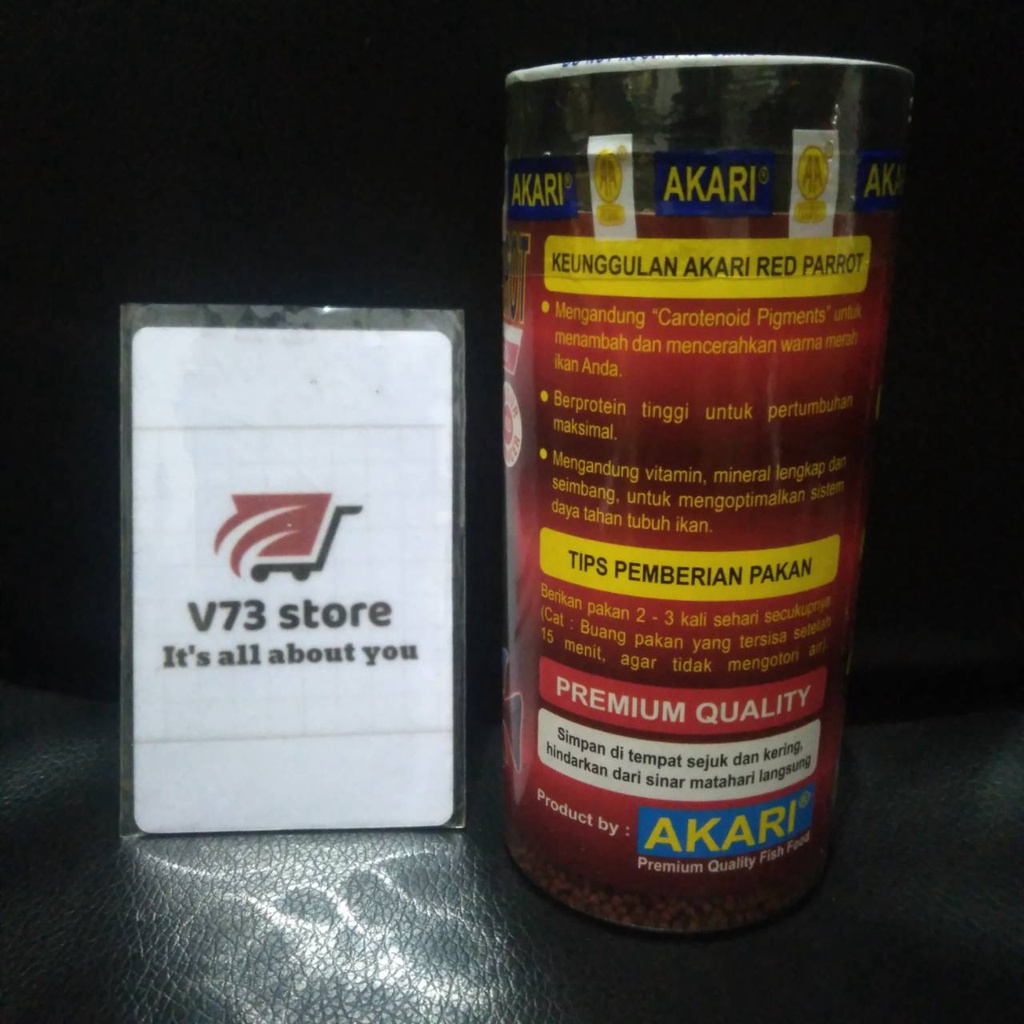 V73 store
It's all about you
AKARI®
AKARI®
KEUNGGULAN AKARI RED PARROT
• Mengandung "Carotenoid Pigments" untuk
menambah dan mencerahkan warna merah
ikan Anda.
• Berprotein tinggi untuk pertumbuhan
maksimal.
• Mengandung vitamin, mineral lengkap dan
seimbang, untuk mengoptimalkan sistem
daya tahan tubuh ikan.
TIPS PEMBERIAN PAKAN
Berikan pakan 2 - 3 kali sehari secukupnya
(Cat : Buang pakan yang tersisa setelah
15 menit, agar tidak mengotori air).
PREMIUM QUALITY
Simpan di tempat sejuk dan kering,
hindarkan dari sinar matahari langsung
Product by :
AKARI®
Premium Quality Fish Food